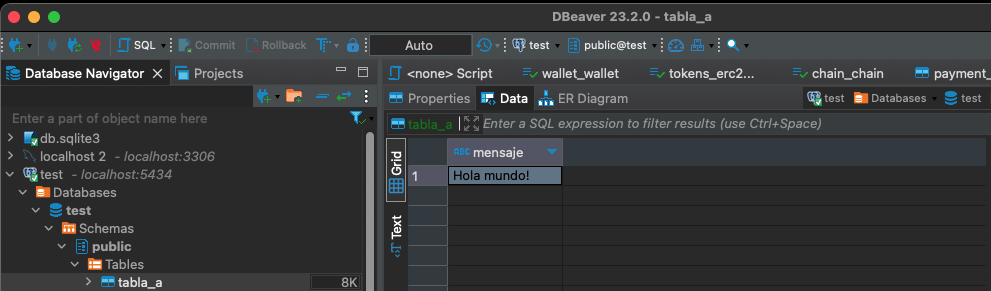 DBeaver 23.2.0 - tabla_a
SQL Commit Rollback Auto test public@test
Database Navigator Projects
Enter a part of object name here
db.sqlite3
localhost 2 - localhost:3306
test - localhost:5434
Databases
test
Schemas
public
Tables
tabla_a 8K
<none> Script wallet_wallet tokens_erc2... chain_chain payment_
Properties Data ER Diagram test Databases test
tabla_a Enter a SQL expression to filter results (use Ctrl+Space)
Grid
Text
ABC mensaje
1 Hola mundo!